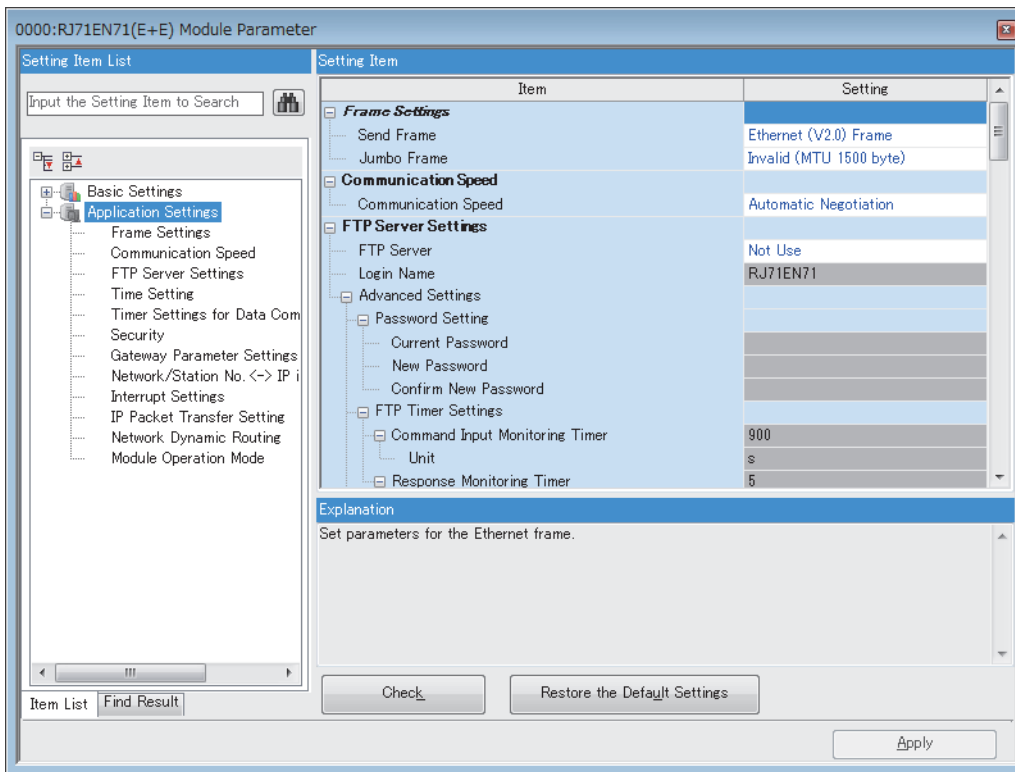 0000:RJ71EN71(E+E) Module Parameter
Setting Item List
Input the Setting Item to Search
Basic Settings
Application Settings
Frame Settings
Communication Speed
FTP Server Settings
Time Setting
Timer Settings for Data Com
Security
Gateway Parameter Settings
Network/Station No. <-> IP i
Interrupt Settings
IP Packet Transfer Setting
Network Dynamic Routing
Module Operation Mode
Item List Find Result
Setting Item
Item Setting
Frame Settings
Send Frame Ethernet (V2.0) Frame
Jumbo Frame Invalid (MTU 1500 byte)
Communication Speed
Communication Speed Automatic Negotiation
FTP Server Settings
FTP Server Not Use
Login Name RJ71EN71
Advanced Settings
Password Setting
Current Password
New Password
Confirm New Password
FTP Timer Settings
Command Input Monitoring Timer 900
Unit s
Response Monitoring Timer 5
Explanation
Set parameters for the Ethernet frame.
Check Restore the Default Settings
Apply